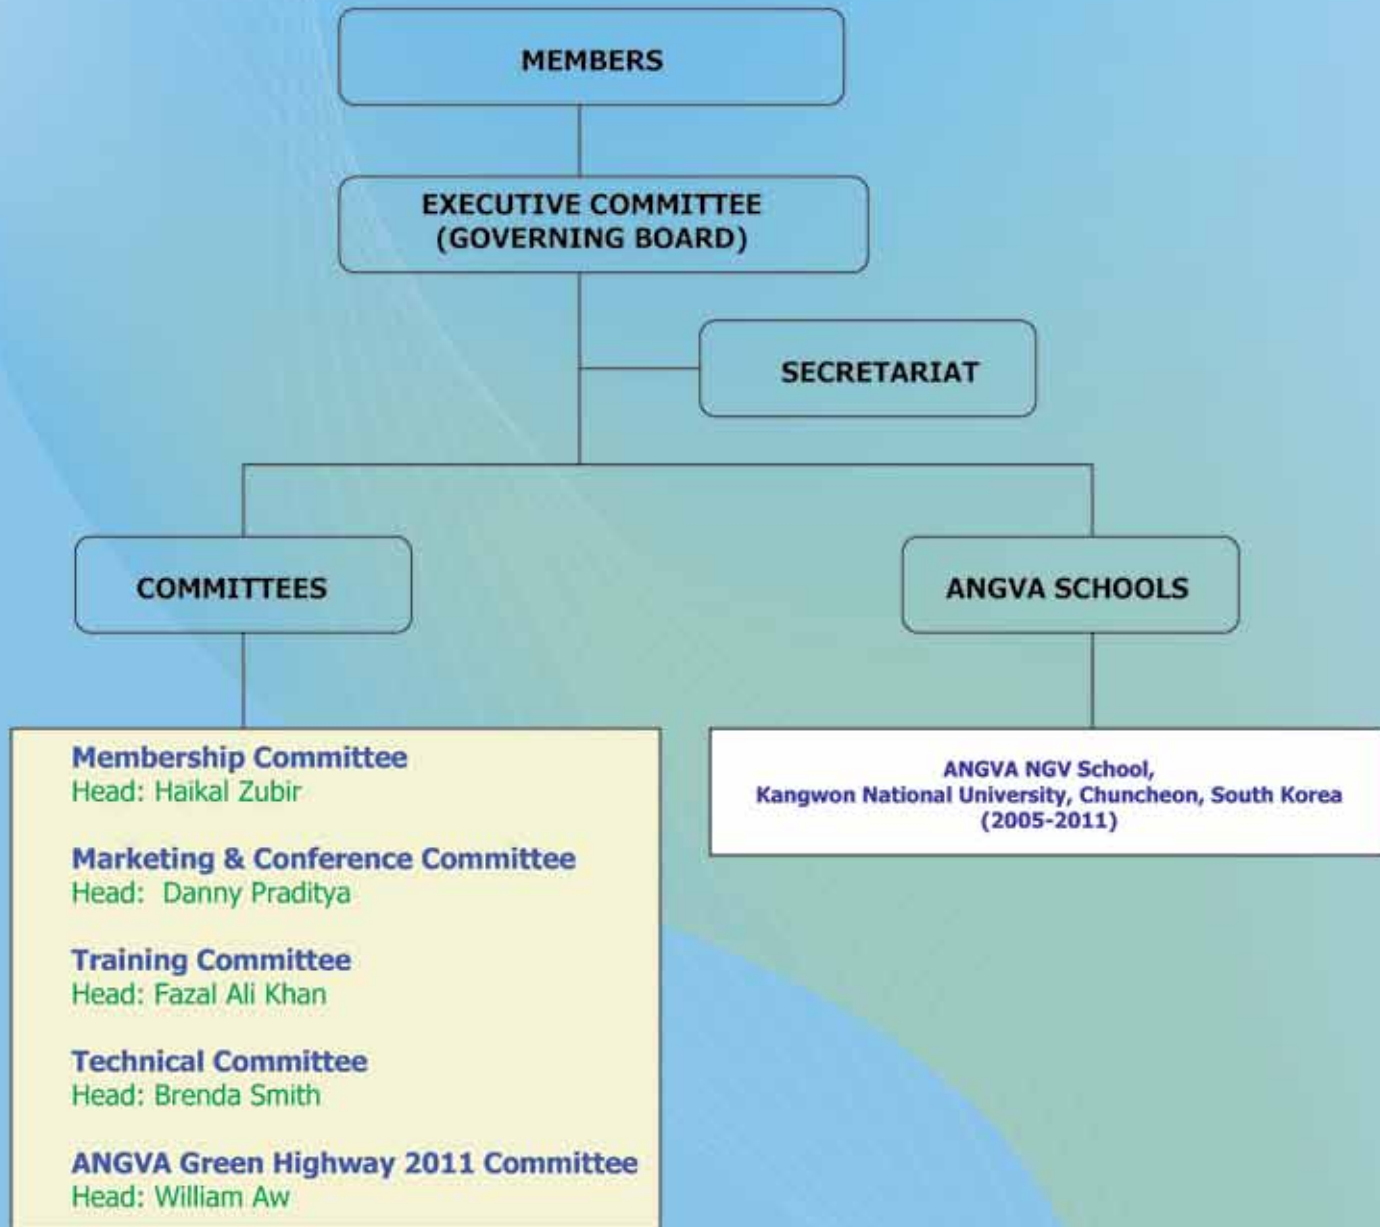 MEMBERS
EXECUTIVE COMMITTEE
(GOVERNING BOARD)
SECRETARIAT
COMMITTEES
ANGVA SCHOOLS
Membership Committee
Head: Haikal Zubir
Marketing & Conference Committee
Head: Danny Praditya
Training Committee
Head: Fazal Ali Khan
Technical Committee
Head: Brenda Smith
ANGVA Green Highway 2011 Committee
Head: William Aw
ANGVA NGV School,
Kangwon National University, Chuncheon, South Korea
(2005-2011)